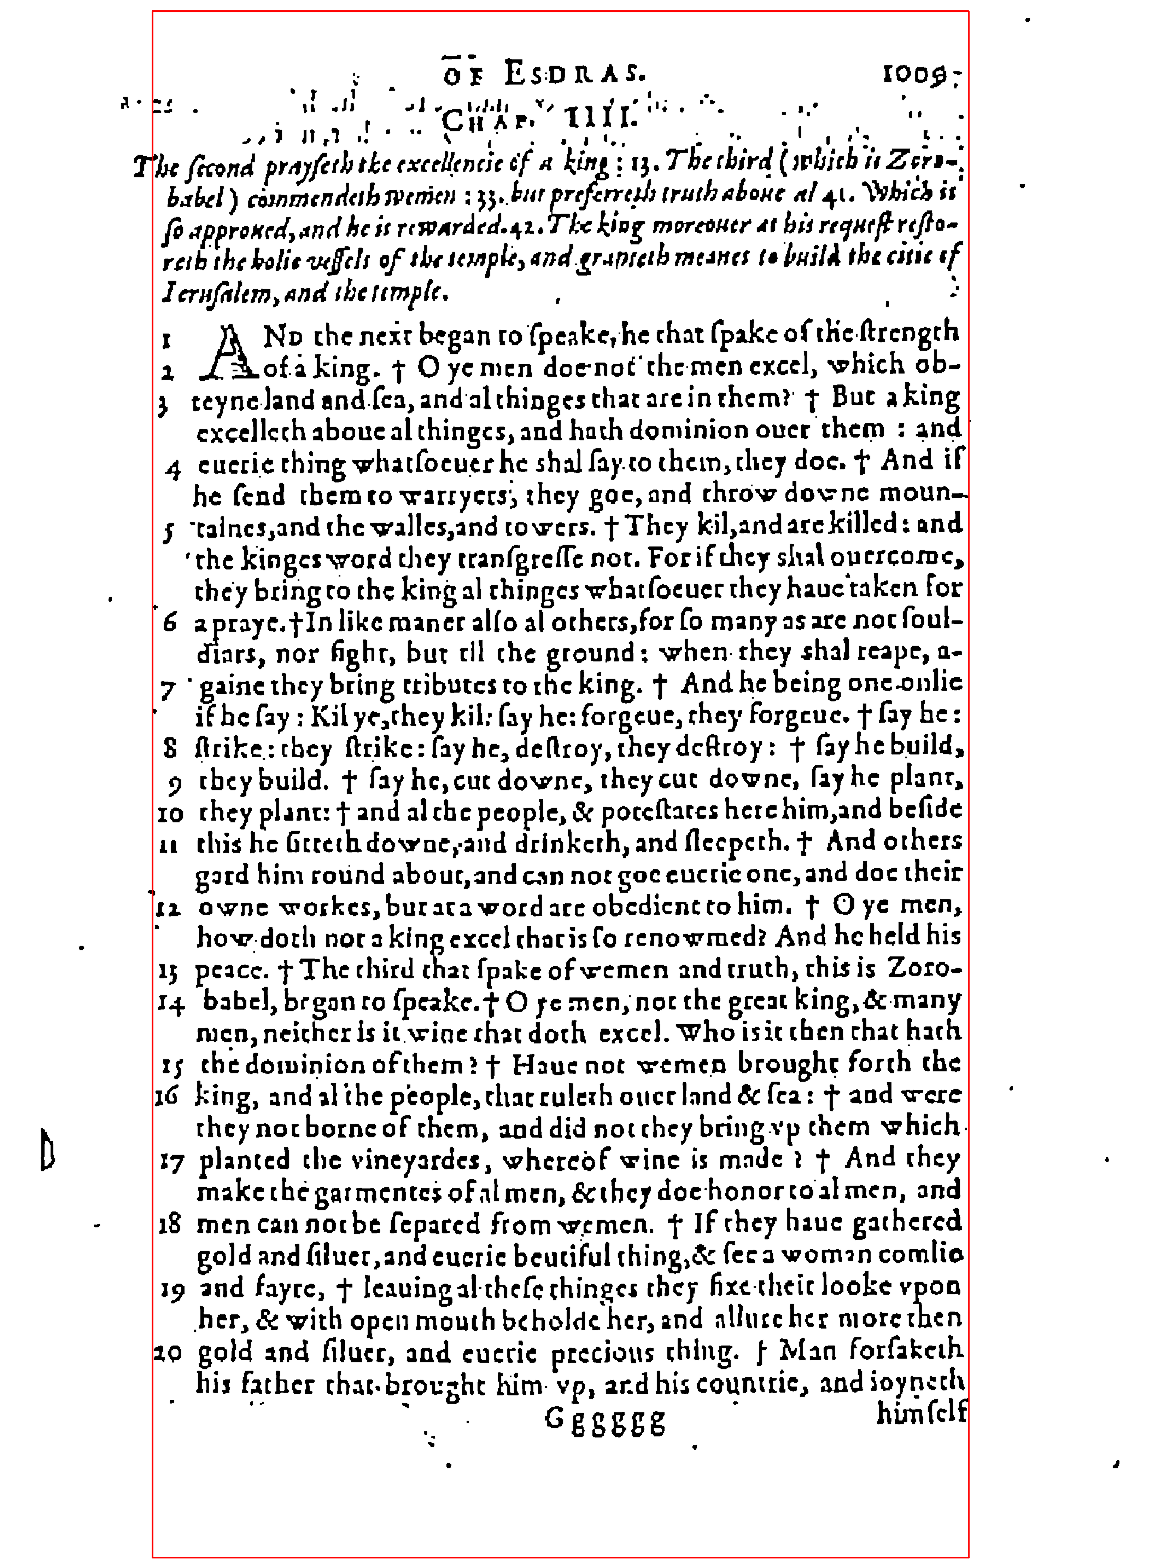 OF ESDRAS. 1009.
CHAP. IIII.
The ſecond prayſeth the excellencie of a king: 13. The third (which is Zoro-
babel) commendeth wemen: 33. but preferreth truth aboue al 41. Which is
ſo approued, and he is rewarded. 42. The king moreouer at his requeſt reſto-
reth the holie veſſels of the temple, and granteth meanes to build the citie of
Ieruſalem, and the temple.
1 AND the next began to ſpeake, he that ſpake of the ſtrength
2 of a king. † O ye men doe not the men excel, which ob-
3 teyne land and ſea, and al thinges that are in them? † But a king
excelleth aboue al thinges, and hath dominion ouer them : and
4 euerie thing whatſoeuer he shal ſay to them, they doe. † And if
he ſend them to warryers, they goe, and throw downe moun-
5 taines, and the walles, and towers. † They kil, and are killed: and
the kinges word they tranſgreſſe not. For if they shal ouercome,
they bring to the king al thinges whatſoeuer they haue taken for
6 a praye. † In like maner alſo al others, for ſo many as are not ſoul-
diars, nor fight, but til the ground: when they shal reape, a-
7 gaine they bring tributes to the king. † And he being one onlie
if he ſay: Kil ye, they kil: ſay he: forgeue, they forgeue. † ſay he:
8 ſtrike: they ſtrike: ſay he, deſtroy, they deſtroy: † ſay he build,
9 they build. † ſay he, cut downe, they cut downe, ſay he plant,
10 they plant: † and al the people, & poteſtates here him, and beſide
11 this he ſitteth downe, and drinketh, and ſleepeth. † And others
gard him round about, and can not goe euerie one, and doe their
12 owne workes, but at a word are obedient to him. † O ye men,
how doth not a king excel that is ſo renowmed? And he held his
13 peace. † The third that ſpake of wemen and truth, this is Zoro-
14 babel, began to ſpeake. † O ye men, not the great king, & many
men, neither is it wine that doth excel. Who is it then that hath
15 the dominion of them? † Haue not wemen brought forth the
16 king, and al the people, that ruleth ouer land & ſea: † and were
they not borne of them, and did not they bring vp them which
17 planted the vineyardes, whereof wine is made? † And they
make the garmentes of al men, & they doe honor to al men, and
18 men can not be ſepared from wemen. † If they haue gathered
gold and ſiluer, and euerie beutiful thing, & ſee a woman comlie
19 and fayre, † leauing al theſe thinges they fixe their looke vpon
her, & with open mouth beholde her, and allure her more then
20 gold and ſiluer, and euerie precious thing. † Man forſaketh
his father that brought him vp, and his countrie, and ioyneth
Gggggg himſelf